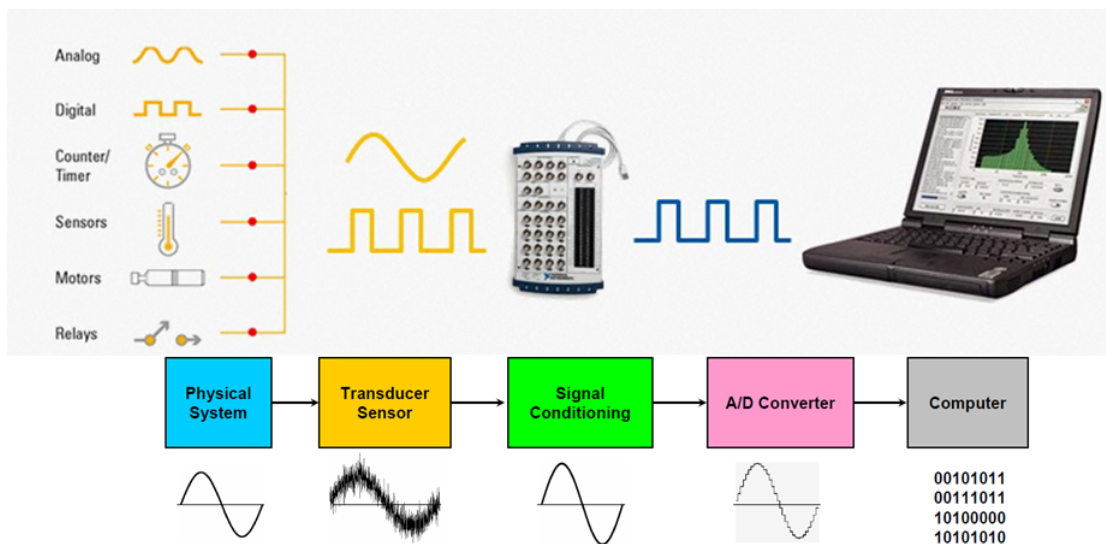 Analog
Digital
Counter/
Timer
Sensors
Motors
Relays
Physical
System
Transducer
Sensor
Signal
Conditioning
A/D Converter
Computer
00101011
00111011
10100000
10101010